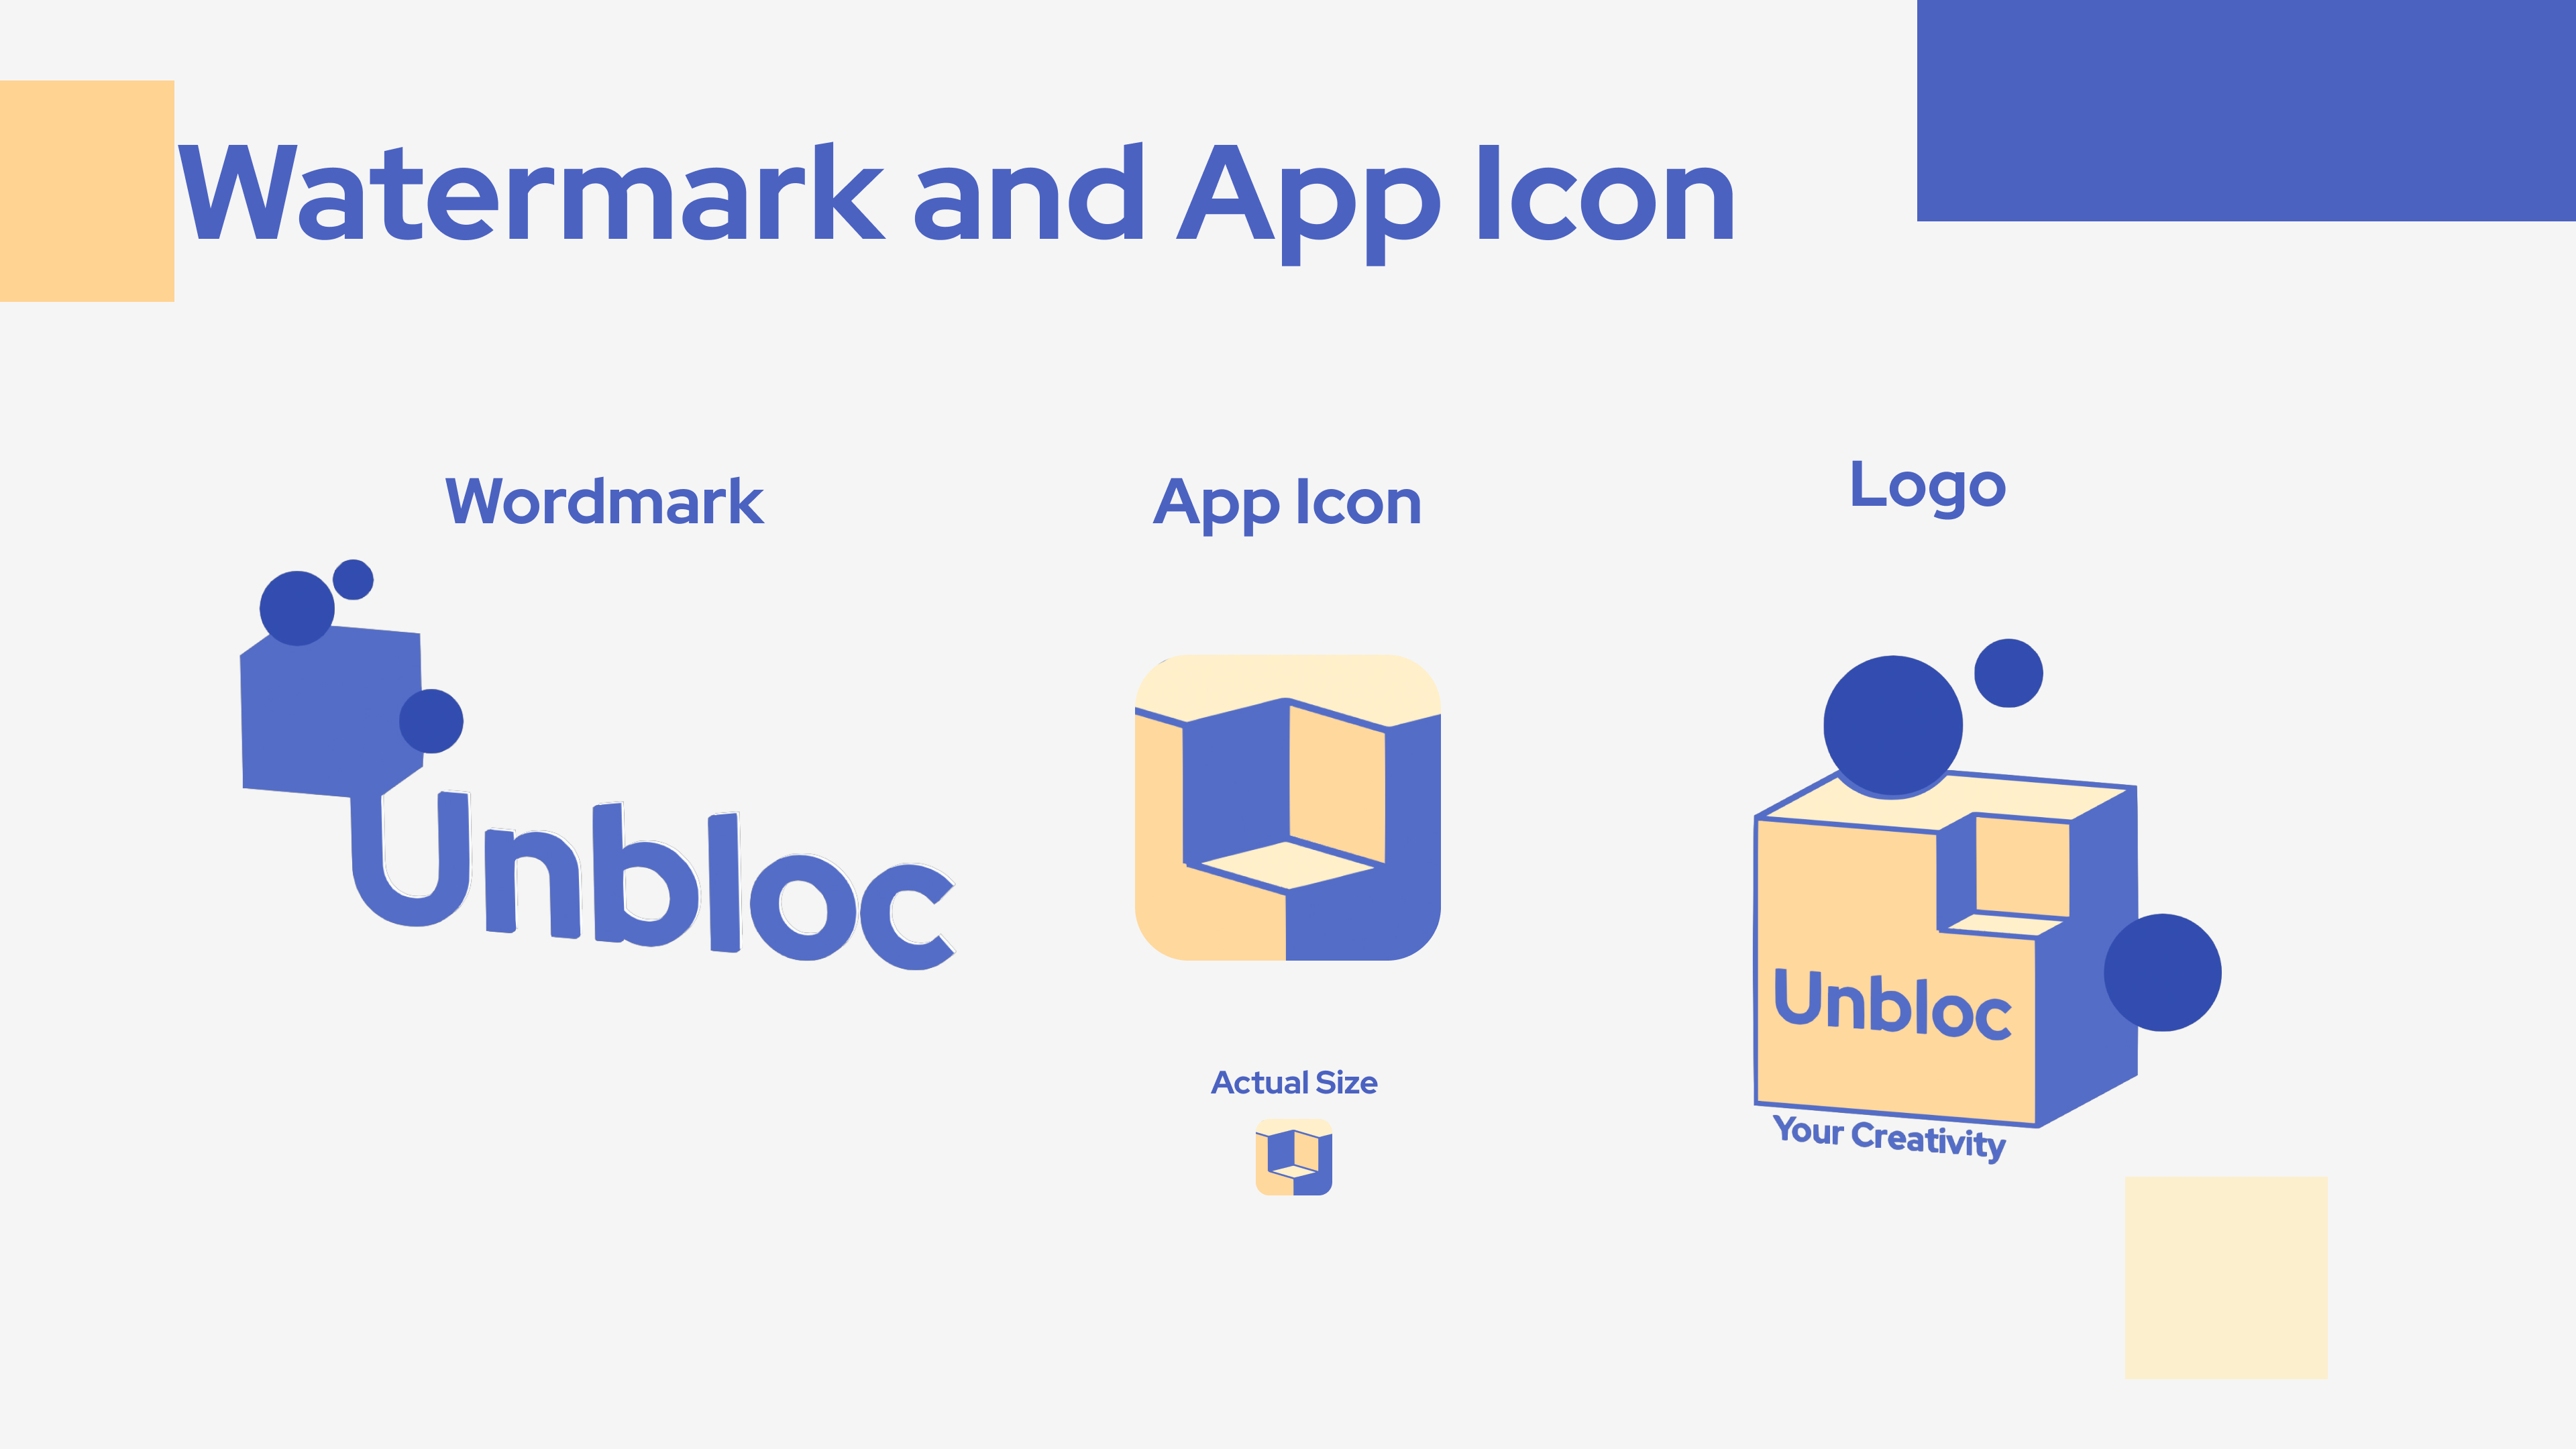 Watermark and App Icon
Wordmark
App Icon
Logo
Unbloc
Actual Size
Unbloc
Your Creativity